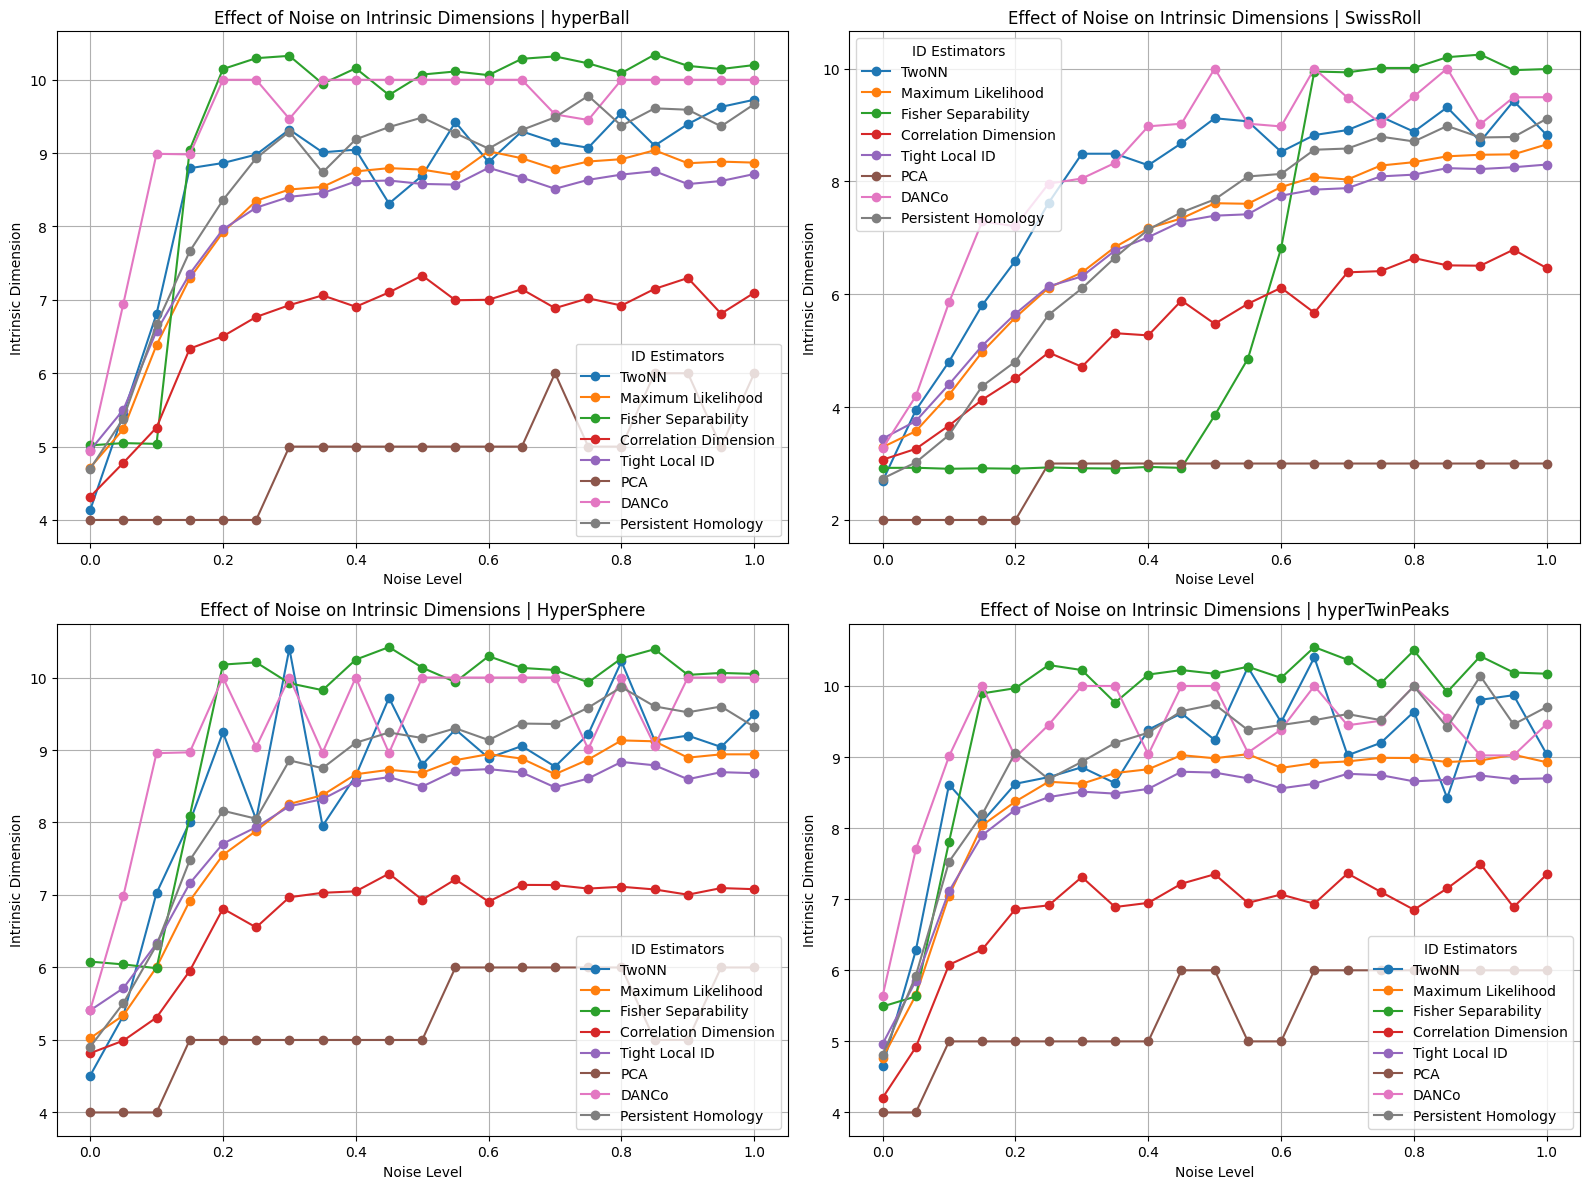 Effect of Noise on Intrinsic Dimensions | hyperBall
Intrinsic Dimension
10
9
8
7
6
5
4
0.0 0.2 0.4 0.6 0.8 1.0
Noise Level
ID Estimators
TwoNN
Maximum Likelihood
Fisher Separability
Correlation Dimension
Tight Local ID
PCA
DANCo
Persistent Homology
Effect of Noise on Intrinsic Dimensions | SwissRoll
Intrinsic Dimension
10
8
6
4
2
0.0 0.2 0.4 0.6 0.8 1.0
Noise Level
ID Estimators
TwoNN
Maximum Likelihood
Fisher Separability
Correlation Dimension
Tight Local ID
PCA
DANCo
Persistent Homology
Effect of Noise on Intrinsic Dimensions | HyperSphere
Intrinsic Dimension
10
9
8
7
6
5
4
0.0 0.2 0.4 0.6 0.8 1.0
Noise Level
ID Estimators
TwoNN
Maximum Likelihood
Fisher Separability
Correlation Dimension
Tight Local ID
PCA
DANCo
Persistent Homology
Effect of Noise on Intrinsic Dimensions | hyperTwinPeaks
Intrinsic Dimension
10
9
8
7
6
5
4
0.0 0.2 0.4 0.6 0.8 1.0
Noise Level
ID Estimators
TwoNN
Maximum Likelihood
Fisher Separability
Correlation Dimension
Tight Local ID
PCA
DANCo
Persistent Homology